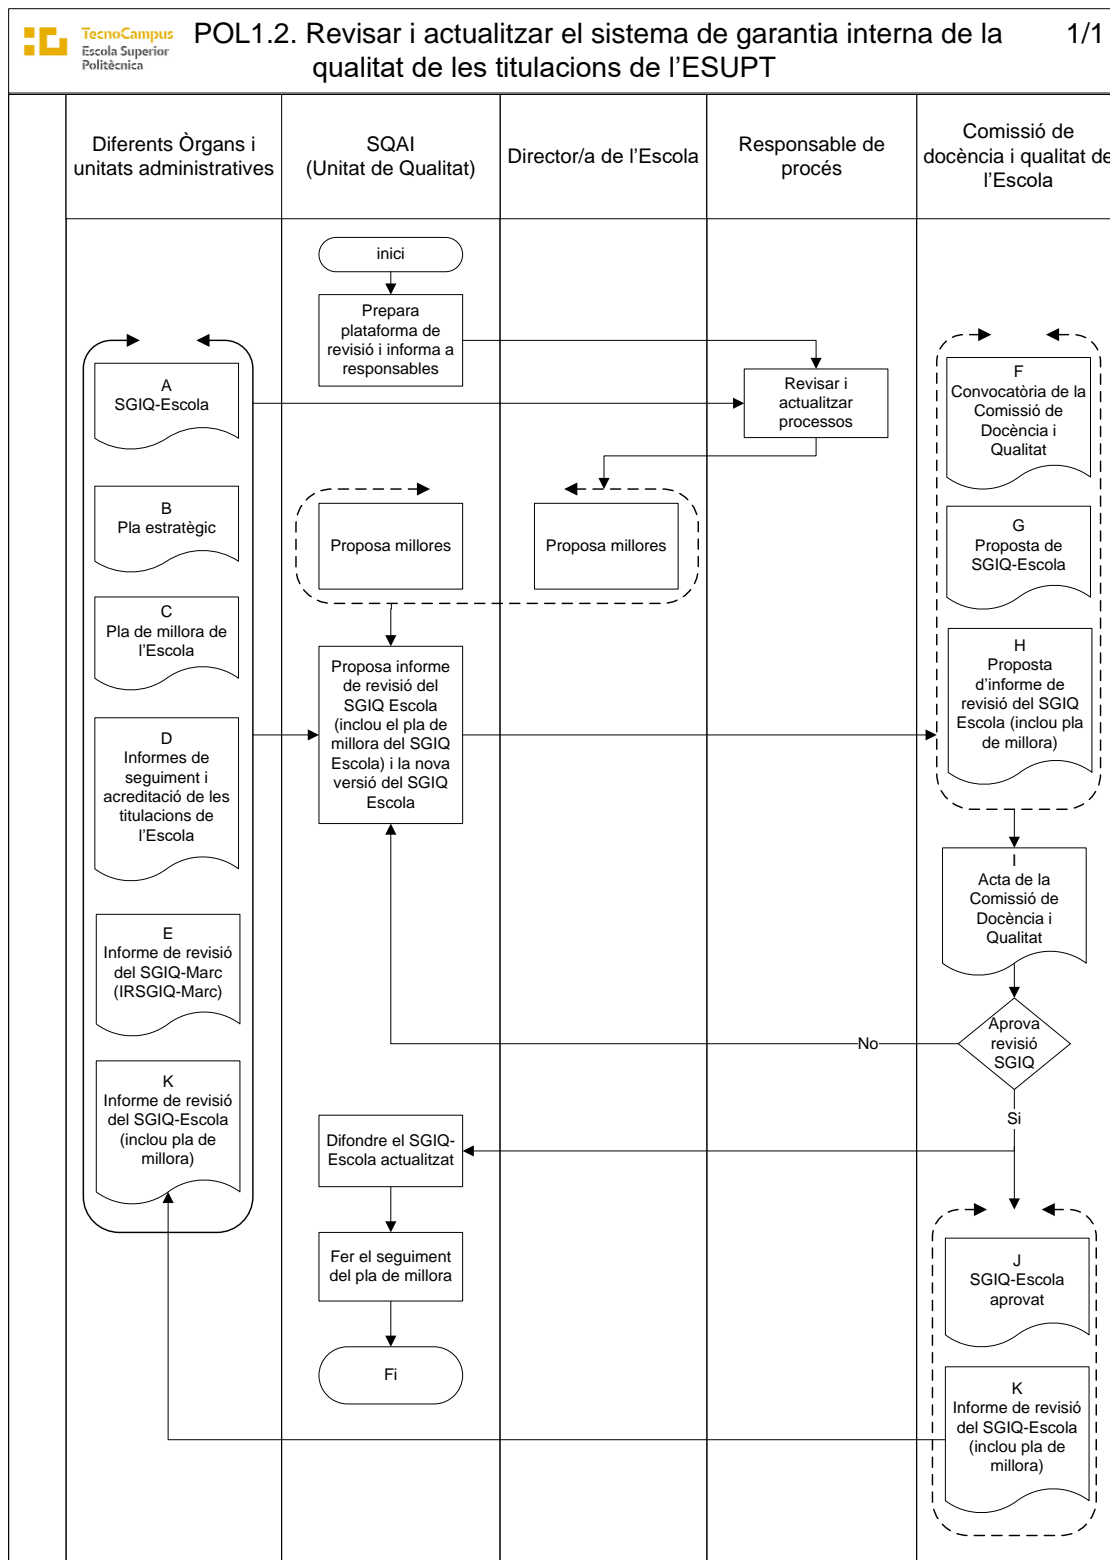 TecnoCampus
Escola Superior
Politècnica
POL1.2. Revisar i actualitzar el sistema de garantia interna de la
qualitat de les titulacions de l'ESUPT
1/1
Diferents Òrgans i
unitats administratives
SQAI
(Unitat de Qualitat)
Director/a de l'Escola
Responsable de
procés
Comissió de
docència i qualitat de
l'Escola
inici
Prepara
plataforma de
revisió i informa a
responsables
A
SGIQ-Escola
Revisar i
actualitzar
processos
F
Convocatòria de la
Comissió de
Docència i
Qualitat
B
Pla estratègic
Proposa millores
Proposa millores
G
Proposta de
SGIQ-Escola
C
Pla de millora de
l'Escola
Proposa informe
de revisió del
SGIQ Escola
(inclou el pla de
millora del SGIQ
Escola) i la nova
versió del SGIQ
Escola
H
Proposta
d'informe de
revisió del SGIQ
Escola (inclou pla
de millora)
D
Informes de
seguiment i
acreditació de les
titulacions de
l'Escola
I
Acta de la
Comissió de
Docència i
Qualitat
E
Informe de revisió
del SGIQ-Marc
(IRSGIQ-Marc)
Aprova
revisió
SGIQ
No
Si
K
Informe de revisió
del SGIQ-Escola
(inclou pla de
millora)
Difondre el SGIQ-
Escola actualitzat
Fer el seguiment
del pla de millora
J
SGIQ-Escola
aprovat
Fi
K
Informe de revisió
del SGIQ-Escola
(inclou pla de
millora)